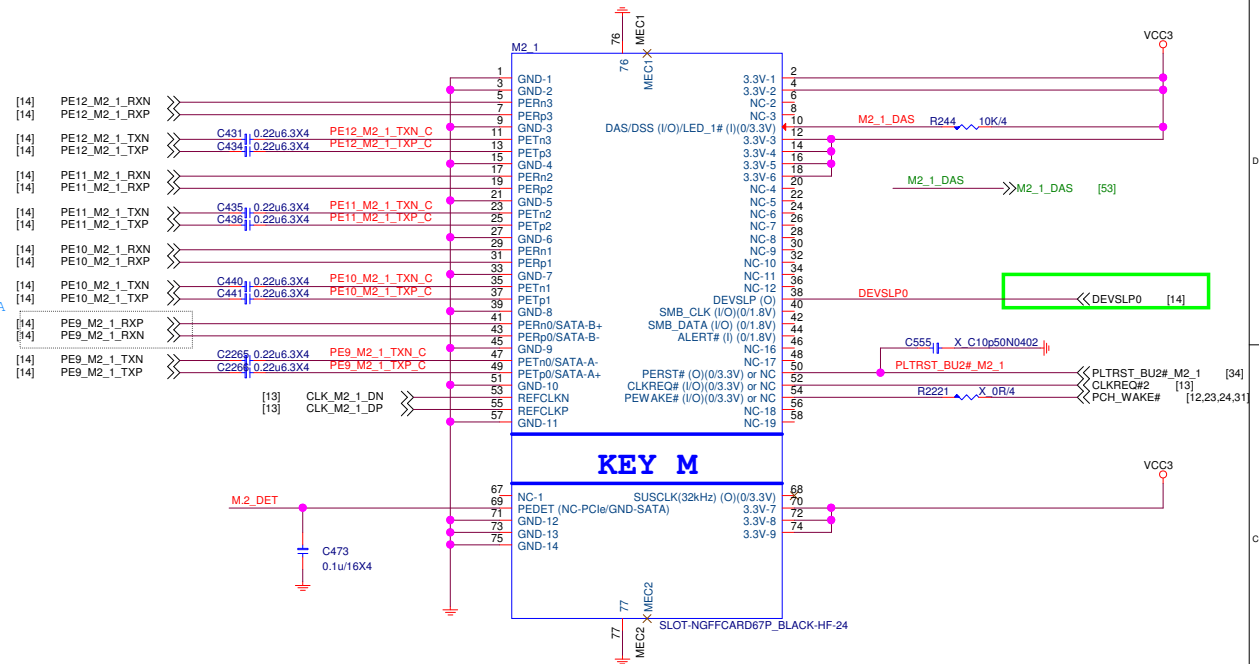 76
MEC1
M2_1
VCC3
76
MEC1
1 GND-1 3.3V-1 2
3 GND-2 3.3V-2 4
[14] PE12_M2_1_RXN 5 PERn3 NC-2 6
[14] PE12_M2_1_RXP 7 PERp3 NC-3 8
9 GND-3 DAS/DSS (I/O)/LED_1# (I)(0/3.3V) 10 M2_1_DAS R244 10K/4
[14] PE12_M2_1_TXN C431 0.22u6.3X4 PE12_M2_1_TXN_C 11 PETn3 3.3V-3 12
[14] PE12_M2_1_TXP C434 0.22u6.3X4 PE12_M2_1_TXP_C 13 PETp3 3.3V-4 14
15 GND-4 3.3V-5 16
[14] PE11_M2_1_RXN 17 PERn2 3.3V-6 18
[14] PE11_M2_1_RXP 19 PERp2 NC-4 20 M2_1_DAS M2_1_DAS [53]
21 GND-5 NC-5 22
[14] PE11_M2_1_TXN C435 0.22u6.3X4 PE11_M2_1_TXN_C 23 PETn2 NC-6 24
[14] PE11_M2_1_TXP C436 0.22u6.3X4 PE11_M2_1_TXP_C 25 PETp2 NC-7 26
27 GND-6 NC-8 28
[14] PE10_M2_1_RXN 29 PERn1 NC-9 30
[14] PE10_M2_1_RXP 31 PERp1 NC-10 32
33 GND-7 NC-11 34
[14] PE10_M2_1_TXN C440 0.22u6.3X4 PE10_M2_1_TXN_C 35 PETn1 NC-12 36
[14] PE10_M2_1_TXP C441 0.22u6.3X4 PE10_M2_1_TXP_C 37 PETp1 DEVSLP (O) 38 DEVSLP0 DEVSLP0 [14]
A
39 GND-8 SMB_CLK (I/O)(0/1.8V) 40
[14] PE9_M2_1_RXP 41 PERn0/SATA-B+ SMB_DATA (I/O) (0/1.8V) 42
[14] PE9_M2_1_RXN 43 PERp0/SATA-B- ALERT# (I) (0/1.8V) 44
45 GND-9 NC-16 46 C555 X_C10p50N0402
[14] PE9_M2_1_TXN C2265 0.22u6.3X4 PE9_M2_1_TXN_C 47 PETn0/SATA-A- NC-17 48
[14] PE9_M2_1_TXP C2266 0.22u6.3X4 PE9_M2_1_TXP_C 49 PETp0/SATA-A+ PERST# (O)(0/3.3V) or NC 50 PLTRST_BU2#_M2_1 PLTRST_BU2#_M2_1 [34]
51 GND-10 CLKREQ# (I/O)(0/3.3V) or NC 52 CLKREQ#2 [13]
[13] CLK_M2_1_DN 53 REFCLKN PEWAKE# (I/O)(0/3.3V) or NC 54 R2221 X_0R/4 PCH_WAKE# [12,23,24,31]
[13] CLK_M2_1_DP 55 REFCLKP NC-18 56
57 GND-11 NC-19 58
KEY M
VCC3
67 NC-1 SUSCLK(32kHz) (O)(0/3.3V) 68
M.2_DET 69 PEDET (NC-PCIe/GND-SATA) 3.3V-7 70
71 GND-12 3.3V-8 72
73 GND-13 3.3V-9 74
75 GND-14
C473
0.1u/16X4
77
MEC2
SLOT-NGFFCARD67P_BLACK-HF-24
77
MEC2
D
C